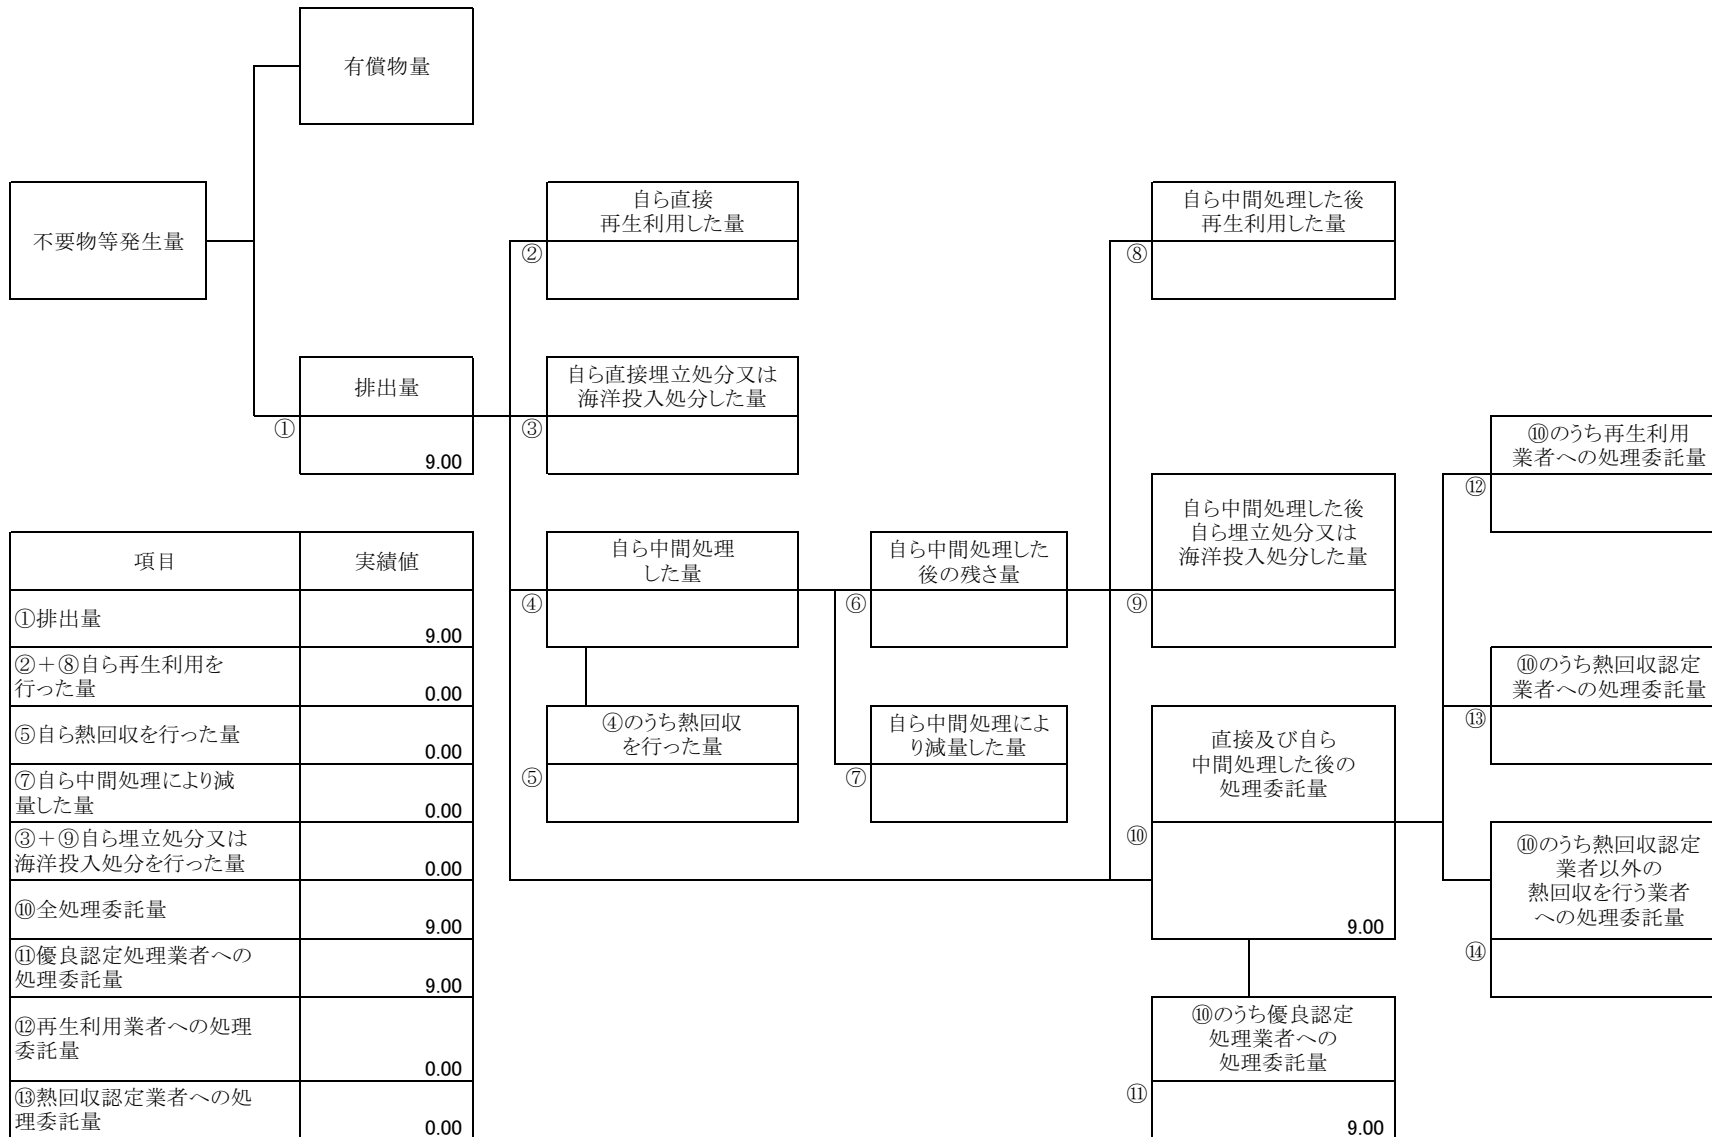 有償物量
不要物等発生量
排出量
①
9.00
自ら直接
再生利用した量
②
自ら直接埋立処分又は
海洋投入処分した量
③
自ら中間処理
した量
④
④のうち熱回収
を行った量
⑤
自ら中間処理した
後の残さ量
⑥
自ら中間処理によ
り減量した量
⑦
自ら中間処理した後
再生利用した量
⑧
自ら中間処理した後
自ら埋立処分又は
海洋投入処分した量
⑨
直接及び自ら
中間処理した後の
処理委託量
⑩
9.00
⑩のうち優良認定
処理業者への
処理委託量
⑪
9.00
⑩のうち再生利用
業者への処理委託量
⑫
⑩のうち熱回収認定
業者への処理委託量
⑬
⑩のうち熱回収認定
業者以外の
熱回収を行う業者
への処理委託量
⑭
項目 実績値
①排出量
9.00
②+⑧自ら再生利用を
行った量
0.00
⑤自ら熱回収を行った量
0.00
⑦自ら中間処理により減
量した量
0.00
③+⑨自ら埋立処分又は
海洋投入処分を行った量
0.00
⑩全処理委託量
9.00
⑪優良認定処理業者への
処理委託量
9.00
⑫再生利用業者への処理
委託量
0.00
⑬熱回収認定業者への処
理委託量
0.00